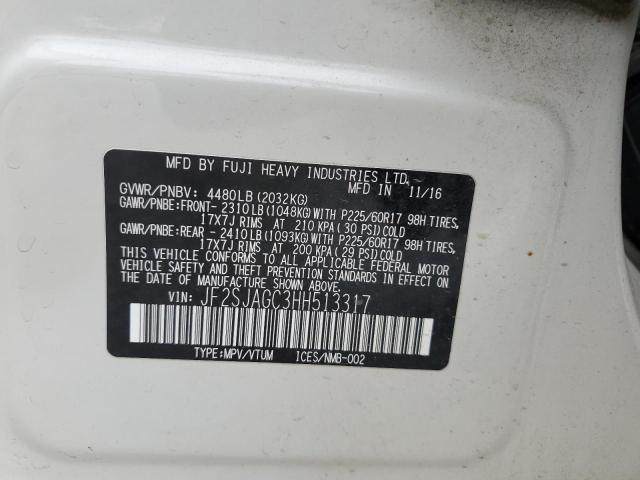 MFD BY FUJI HEAVY INDUSTRIES LTD.
MFD IN 11/16
GVWR/PNBV: 4480LB(2032KG)
GAWR/PNBE:FRONT-2310LB(1048KG)WITH P225/60R17 98H TIRES,
17X7J RIMS AT 210 KPA(30 PSI)COLD
GAWR/PNBE:REAR -2410LB(1093KG)WITH P225/60R17 98H TIRES,
17X7J RIMS AT 200 KPA(29 PSI)COLD
THIS VEHICLE CONFORMS TO ALL APPLICABLE FEDERAL MOTOR
VEHICLE SAFETY AND THEFT PREVENTION STANDARDS IN EFFECT
ON THE DATE OF MANUFACTURE SHOWN ABOVE.
VIN: JF2SJAGC3HH513317
TYPE:MPV/VTUM ICES/NMB-002